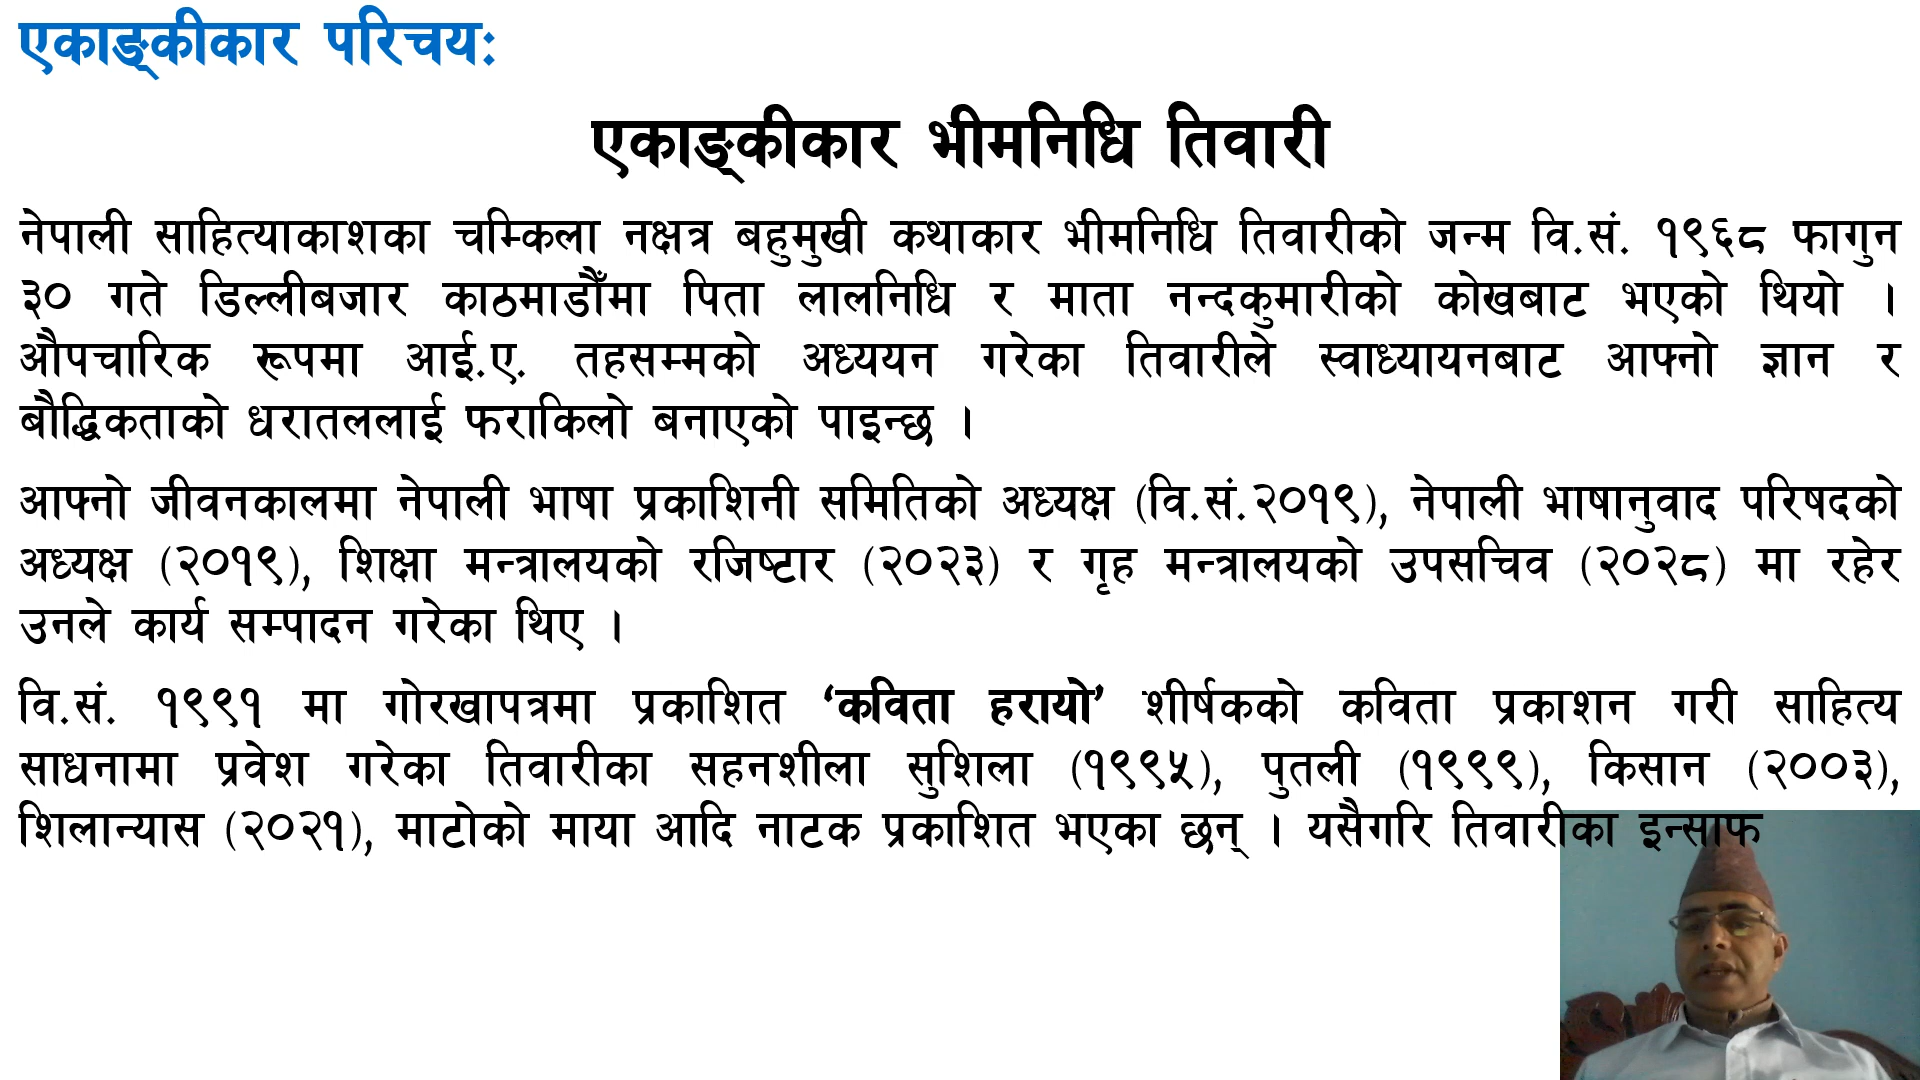 एकाङ्कीकार परिचयः
एकाङ्कीकार भीमनिधि तिवारी
नेपाली साहित्याकाशका चम्किला नक्षत्र बहुमुखी कथाकार भीमनिधि तिवारीको जन्म वि.सं. १९६८ फागुन
३० गते डिल्लीबजार काठमाडौँमा पिता लालनिधि र माता नन्दकुमारीको कोखबाट भएको थियो ।
औपचारिक रूपमा आई.ए. तहसम्मको अध्ययन गरेका तिवारीले स्वाध्यायनबाट आफ्नो ज्ञान र
बौद्धिकताको धरातललाई फराकिलो बनाएको पाइन्छ ।
आफ्नो जीवनकालमा नेपाली भाषा प्रकाशिनी समितिको अध्यक्ष (वि.सं.२०१९), नेपाली भाषानुवाद परिषदको
अध्यक्ष (२०१९), शिक्षा मन्त्रालयको रजिष्टार (२०२३) र गृह मन्त्रालयको उपसचिव (२०२८) मा रहेर
उनले कार्य सम्पादन गरेका थिए ।
वि.सं. १९९१ मा गोरखापत्रमा प्रकाशित ‘कविता हरायो’ शीर्षकको कविता प्रकाशन गरी साहित्य
साधनामा प्रवेश गरेका तिवारीका सहनशीला सुशिला (१९९५), पुतली (१९९९), किसान (२००३),
शिलान्यास (२०२१), माटोको माया आदि नाटक प्रकाशित भएका छन् । यसैगरि तिवारीका इन्साफ